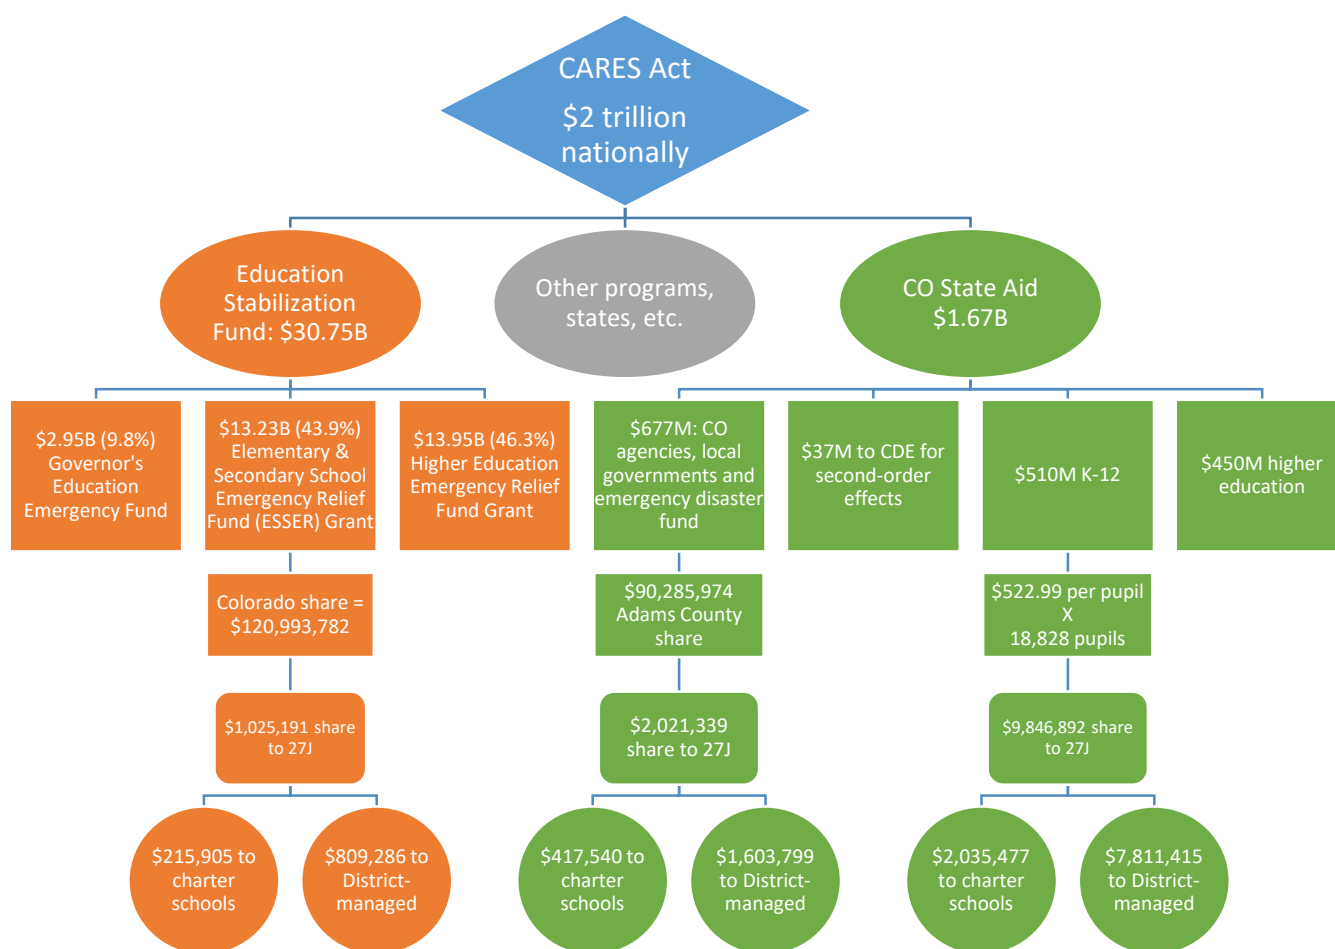 CARES Act
$2 trillion
nationally
Education
Stabilization
Fund: $30.75B
Other programs,
states, etc.
CO State Aid
$1.67B
$2.95B (9.8%)
Governor's
Education
Emergency Fund
$13.23B (43.9%)
Elementary &
Secondary School
Emergency Relief
Fund (ESSER) Grant
$13.95B (46.3%)
Higher Education
Emergency Relief
Fund Grant
$677M: CO
agencies, local
governments and
emergency disaster
fund
$37M to CDE for
second-order
effects
$510M K-12
$450M higher
education
Colorado share =
$120,993,782
$90,285,974
Adams County
share
$522.99 per pupil
X
18,828 pupils
$1,025,191 share
to 27J
$2,021,339
share to 27J
$9,846,892 share
to 27J
$215,905 to
charter
schools
$809,286 to
District-
managed
$417,540 to
charter
schools
$1,603,799
to District-
managed
$2,035,477
to charter
schools
$7,811,415
to District-
managed